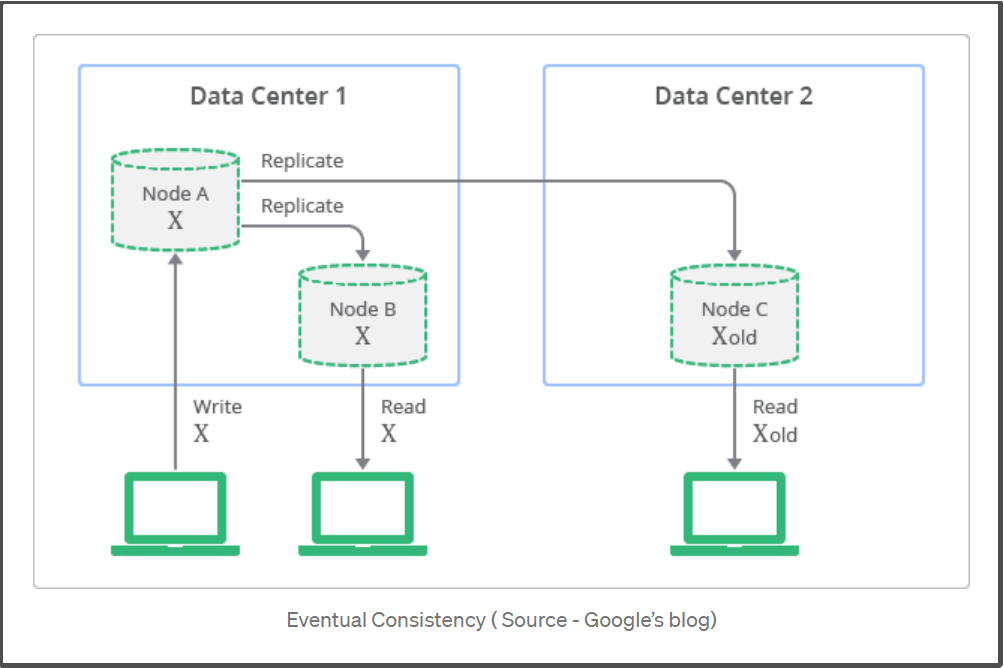 Data Center 1
Data Center 2
Replicate
Node A
X
Replicate
Node B
X
Node C
Xold
Write
X
Read
X
Read
Xold
Eventual Consistency ( Source - Google’s blog)